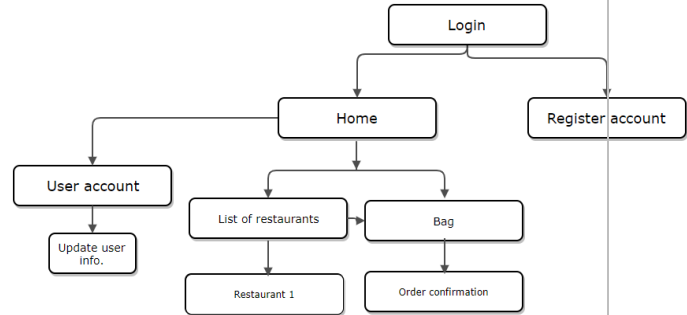 Login
Home
Register account
User account
List of restaurants
Bag
Update user
info.
Restaurant 1
Order confirmation